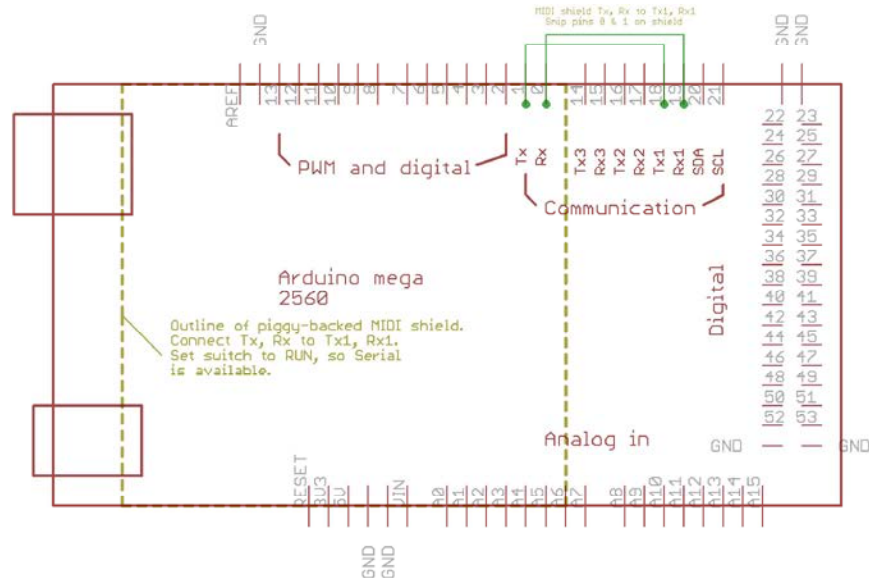 MIDI shield Tx, Rx to Tx1, Rx1
Snip pins 0 & 1 on shield
GND
GND
GND
AREF
13
12
11
10
9
8
7
6
5
4
3
2
1
0
14
15
16
17
18
19
20
21
Tx
Rx
Tx3
Rx3
Tx2
Rx2
Tx1
Rx1
SDA
SCL
PWM and digital
Communication
22 23
24 25
26 27
28 29
30 31
32 33
34 35
36 37
38 39
40 41
42 43
44 45
46 47
48 49
50 51
52 53
Digital
Arduino mega
2560
Outline of piggy-backed MIDI shield.
Connect Tx, Rx to Tx1, Rx1.
Set switch to RUN, so Serial
is available.
Analog in
GND
GND
RESET
3V3
5V
GND
GND
VIN
A0
A1
A2
A3
A4
A5
A6
A7
A8
A9
A10
A11
A12
A13
A14
A15